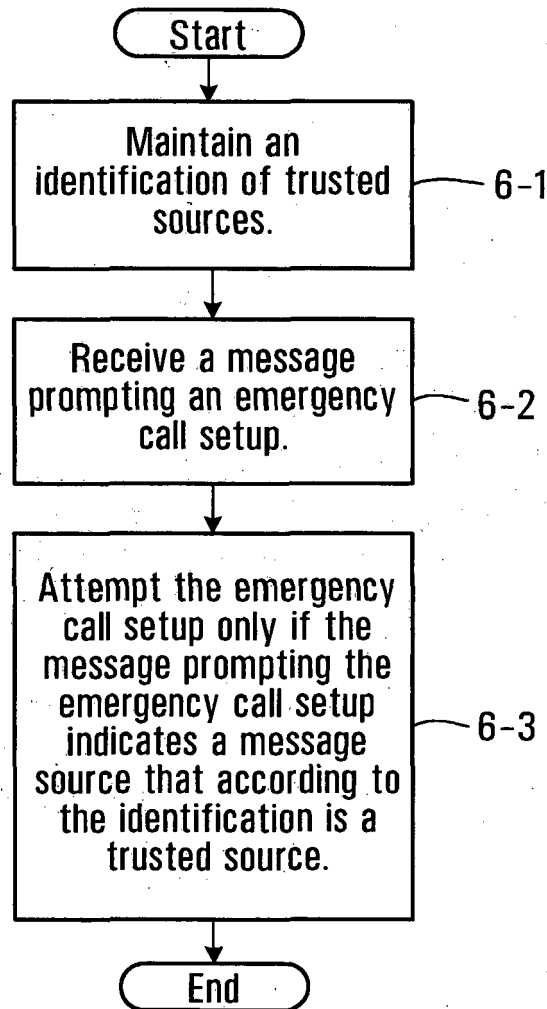 Start
Maintain an
identification of trusted
sources.
6-1
Receive a message
prompting an emergency
call setup.
6-2
Attempt the emergency
call setup only if the
message prompting the
emergency call setup
indicates a message
source that according to
the identification is a
trusted source.
6-3
End